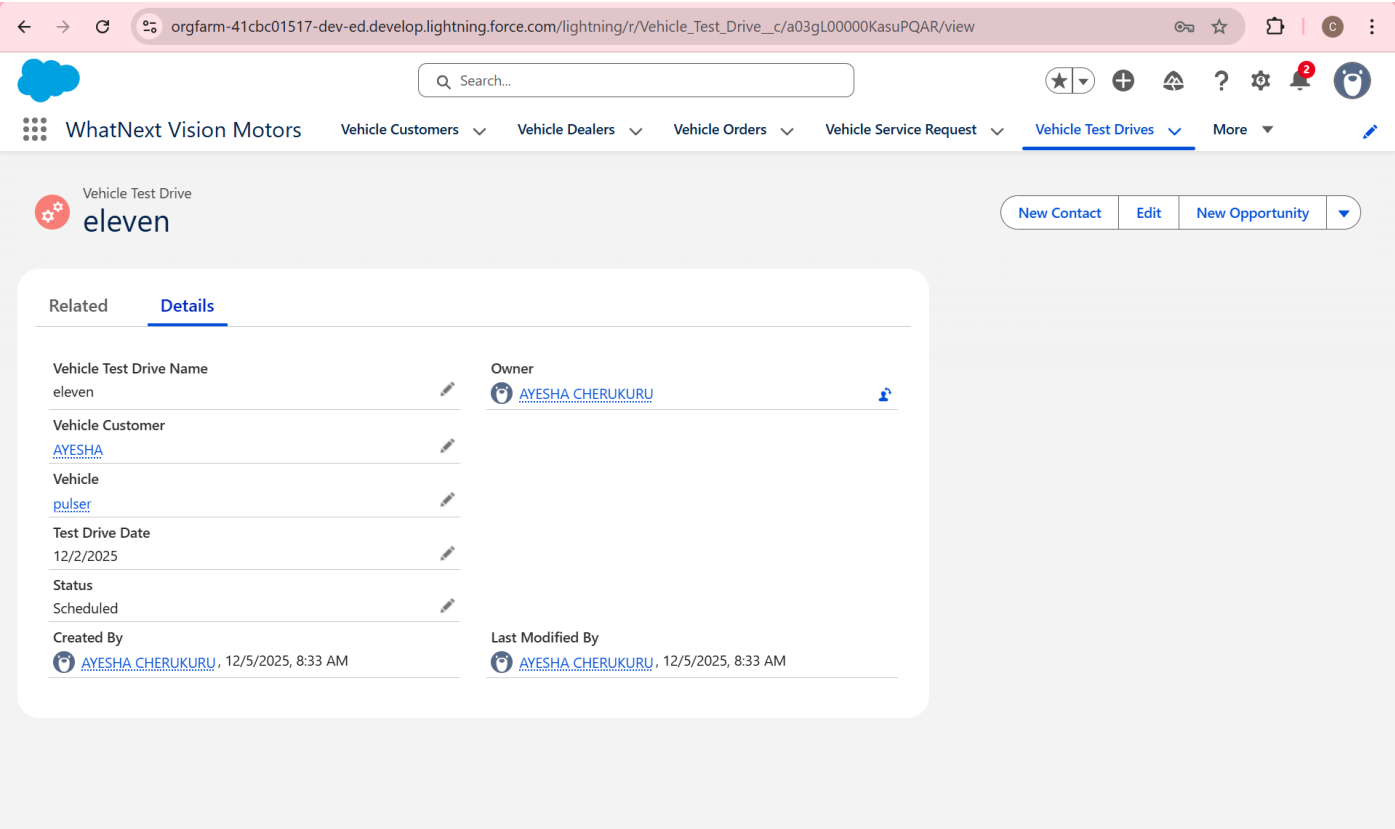 orgfarm-41cbc01517-dev-ed.develop.lightning.force.com/lightning/r/Vehicle_Test_Drive__c/a03gL00000KasuPQAR/view
C
Search...
2
WhatNext Vision Motors Vehicle Customers Vehicle Dealers Vehicle Orders Vehicle Service Request Vehicle Test Drives More
Vehicle Test Drive
eleven
New Contact Edit New Opportunity
Related Details
Vehicle Test Drive Name Owner
eleven AYESHA CHERUKURU
Vehicle Customer
AYESHA
Vehicle
pulser
Test Drive Date
12/2/2025
Status
Scheduled
Created By Last Modified By
AYESHA CHERUKURU, 12/5/2025, 8:33 AM AYESHA CHERUKURU, 12/5/2025, 8:33 AM